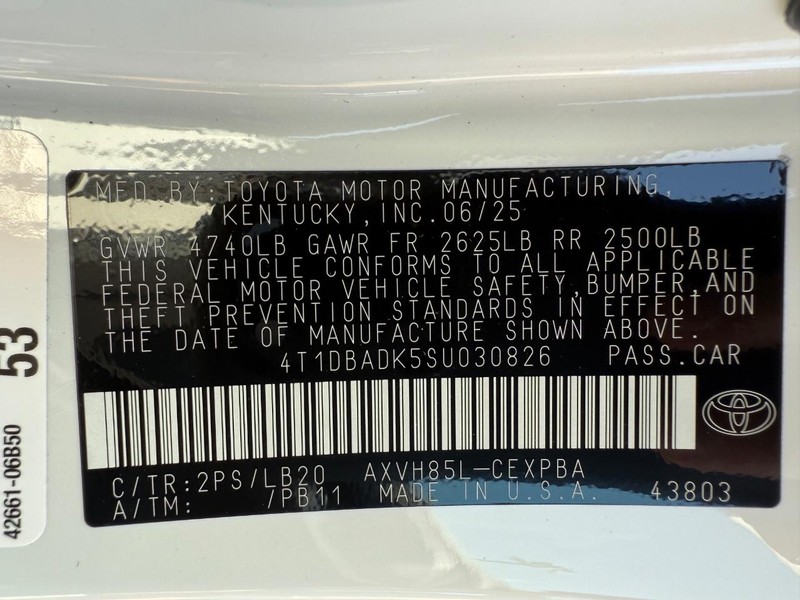 MFD. BY: TOYOTA MOTOR MANUFACTURING,
KENTUCKY, INC. 06/25
GVWR 4740LB GAWR FR 2625LB RR 2500LB
THIS VEHICLE CONFORMS TO ALL APPLICABLE
FEDERAL MOTOR VEHICLE SAFETY, BUMPER, AND
THEFT PREVENTION STANDARDS IN EFFECT ON
THE DATE OF MANUFACTURE SHOWN ABOVE.
4T1DBADK5SU030826 PASS. CAR
C/TR: 2PS/LB20 AXVH85L-CEXPBA
A/TM: /PB11 MADE IN U.S.A. 43803
53
42661-06B50